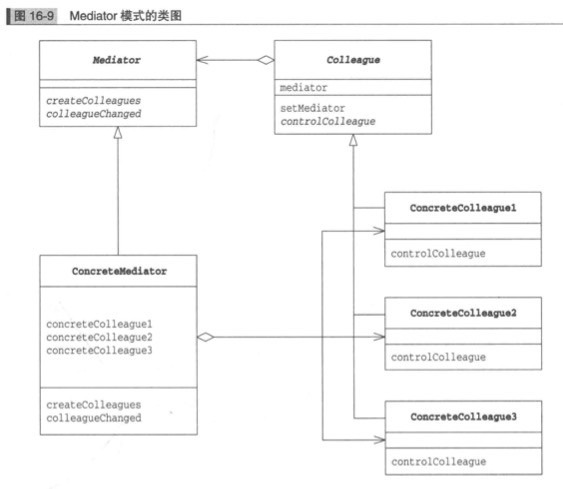 图 16-9 Mediator 模式的类图
Mediator
createColleagues
colleagueChanged
Colleague
mediator
setMediator
controlColleague
ConcreteColleague1
controlColleague
ConcreteMediator
concreteColleague1
concreteColleague2
concreteColleague3
createColleagues
colleagueChanged
ConcreteColleague2
controlColleague
ConcreteColleague3
controlColleague